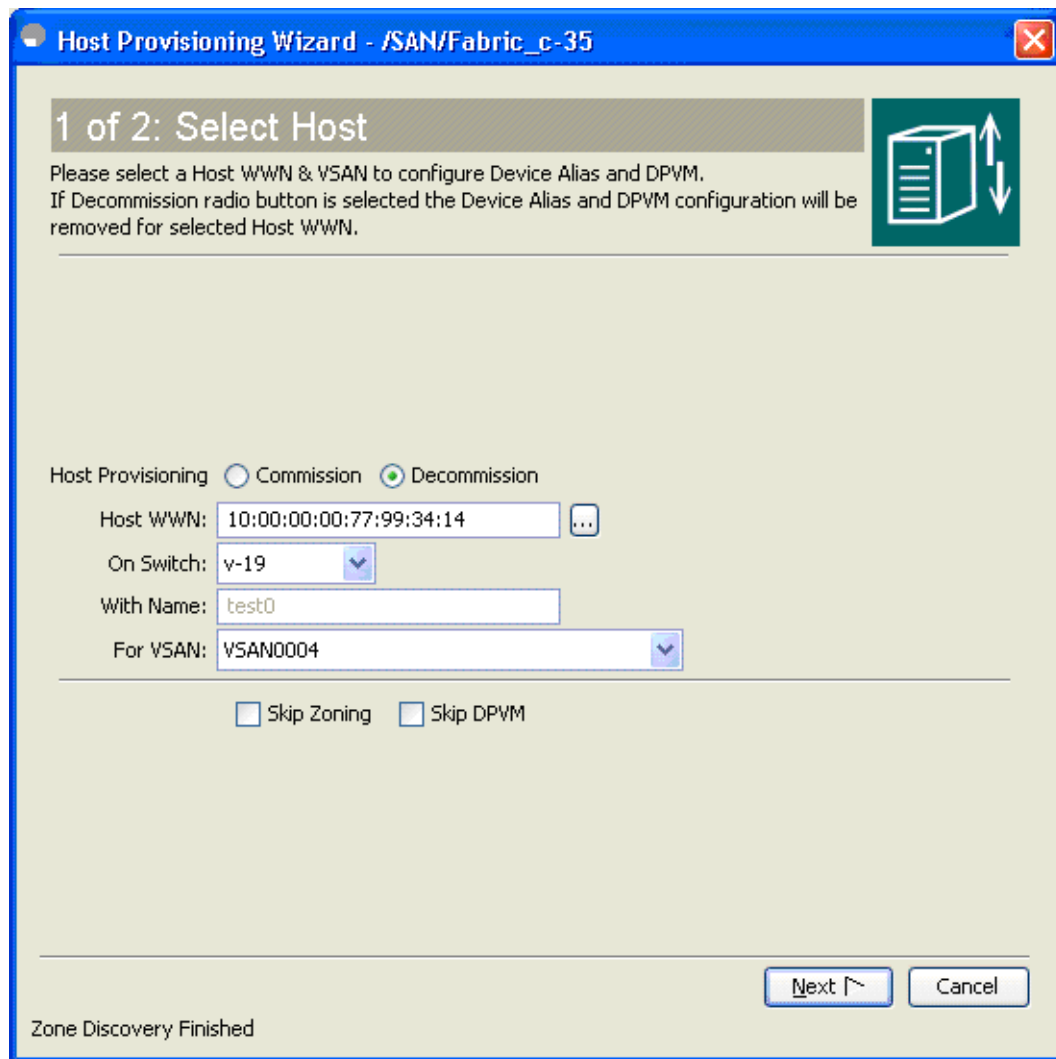 Host Provisioning Wizard - /SAN/Fabric_c-35
1 of 2: Select Host
Please select a Host WWN & VSAN to configure Device Alias and DPVM.
If Decommission radio button is selected the Device Alias and DPVM configuration will be
removed for selected Host WWN.
Host Provisioning Commission Decommission
Host WWN: 10:00:00:00:77:99:34:14 ...
On Switch: v-19
With Name: test0
For VSAN: VSAN0004
Skip Zoning Skip DPVM
Next Cancel
Zone Discovery Finished